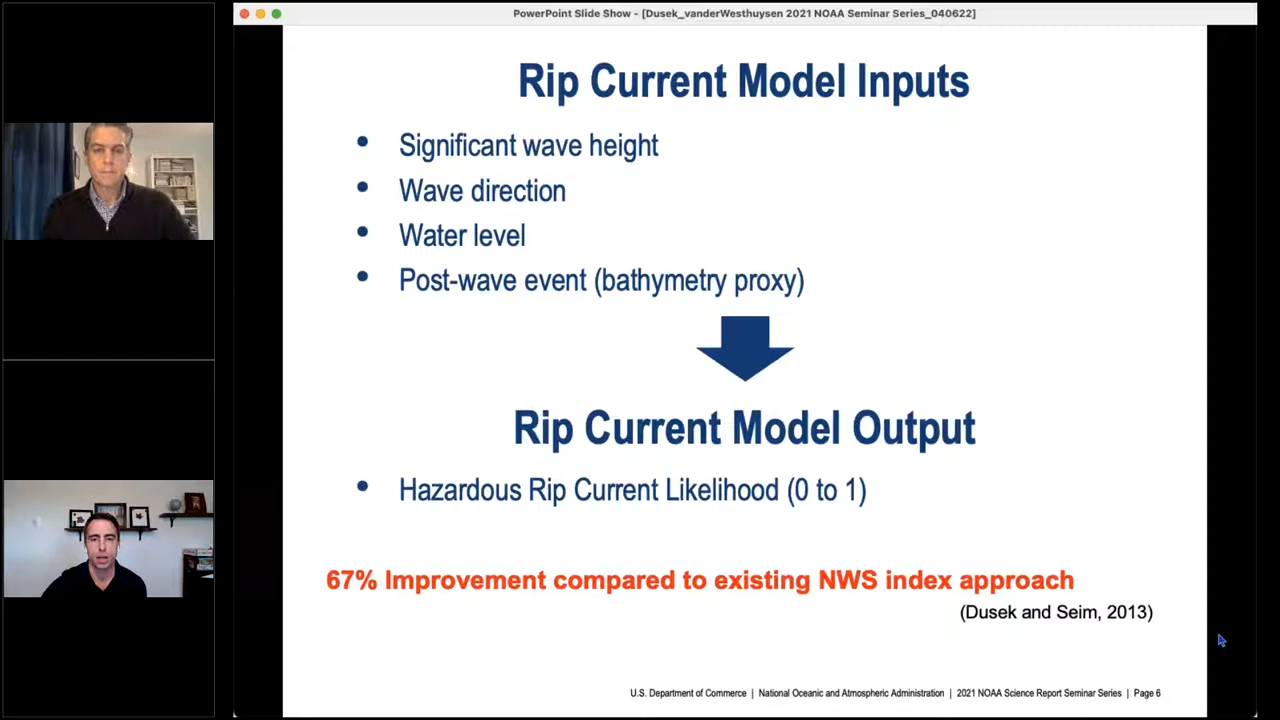 PowerPoint Slide Show - [Dusek_vanderWesthuysen 2021 NOAA Seminar Series_040622]
Rip Current Model Inputs
• Significant wave height
• Wave direction
• Water level
• Post-wave event (bathymetry proxy)
Rip Current Model Output
• Hazardous Rip Current Likelihood (0 to 1)
67% Improvement compared to existing NWS index approach
(Dusek and Seim, 2013)
U.S. Department of Commerce | National Oceanic and Atmospheric Administration | 2021 NOAA Science Report Seminar Series | Page 6